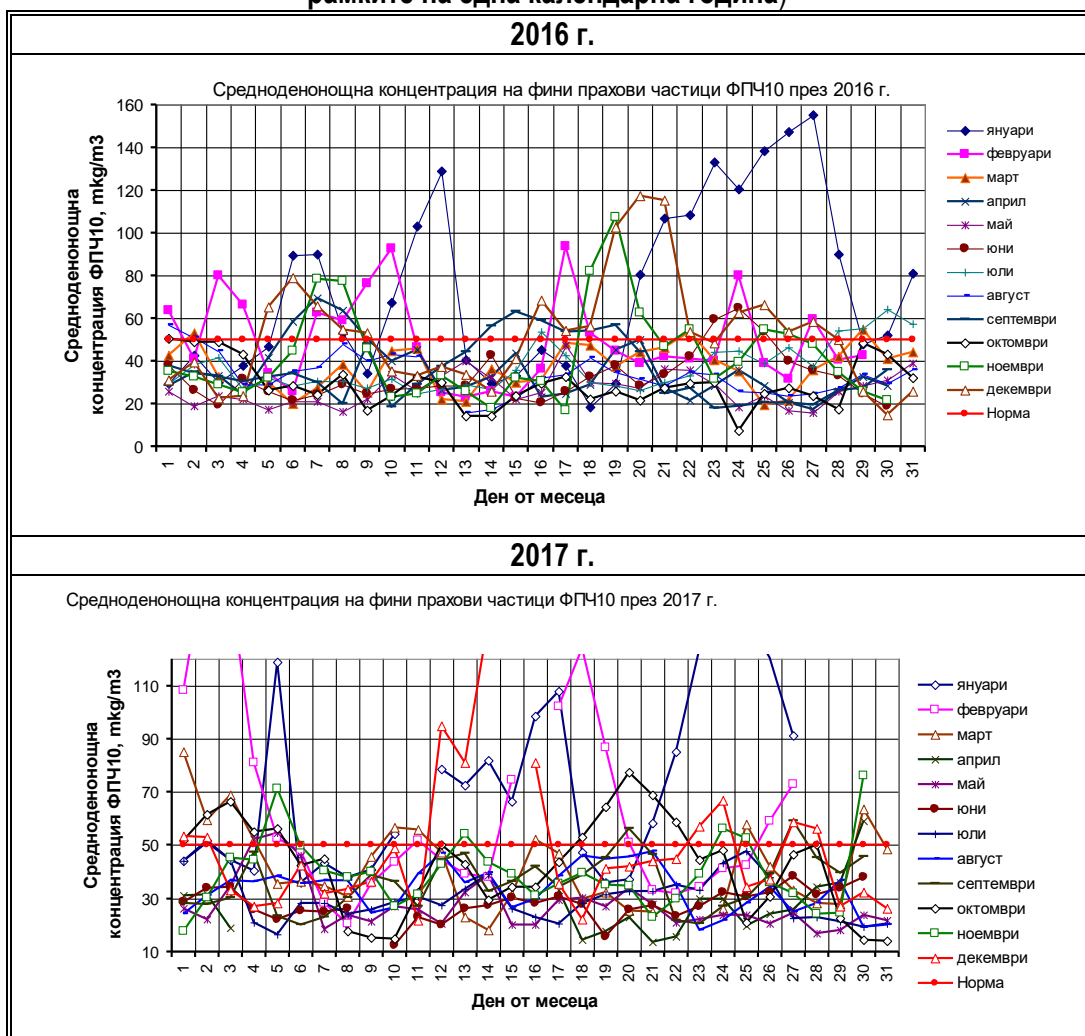 рамките на една календарна година)
2016 г.
Средноденонощна концентрация на фини прахови частици ФПЧ10 през 2016 г.
Средноденонощна
концентрация ФПЧ10, mkg/m3
160
140
120
100
80
60
40
20
0
1 2 3 4 5 6 7 8 9 10 11 12 13 14 15 16 17 18 19 20 21 22 23 24 25 26 27 28 29 30 31
Ден от месеца
януари
февруари
март
април
май
юни
юли
август
септември
октомври
ноември
декември
Норма
2017 г.
Средноденонощна концентрация на фини прахови частици ФПЧ10 през 2017 г.
Средноденонощна
концентрация ФПЧ10, mkg/m3
110
90
70
50
30
10
1 2 3 4 5 6 7 8 9 10 11 12 13 14 15 16 17 18 19 20 21 22 23 24 25 26 27 28 29 30 31
Ден от месеца
януари
февруари
март
април
май
юни
юли
август
септември
октомври
ноември
декември
Норма